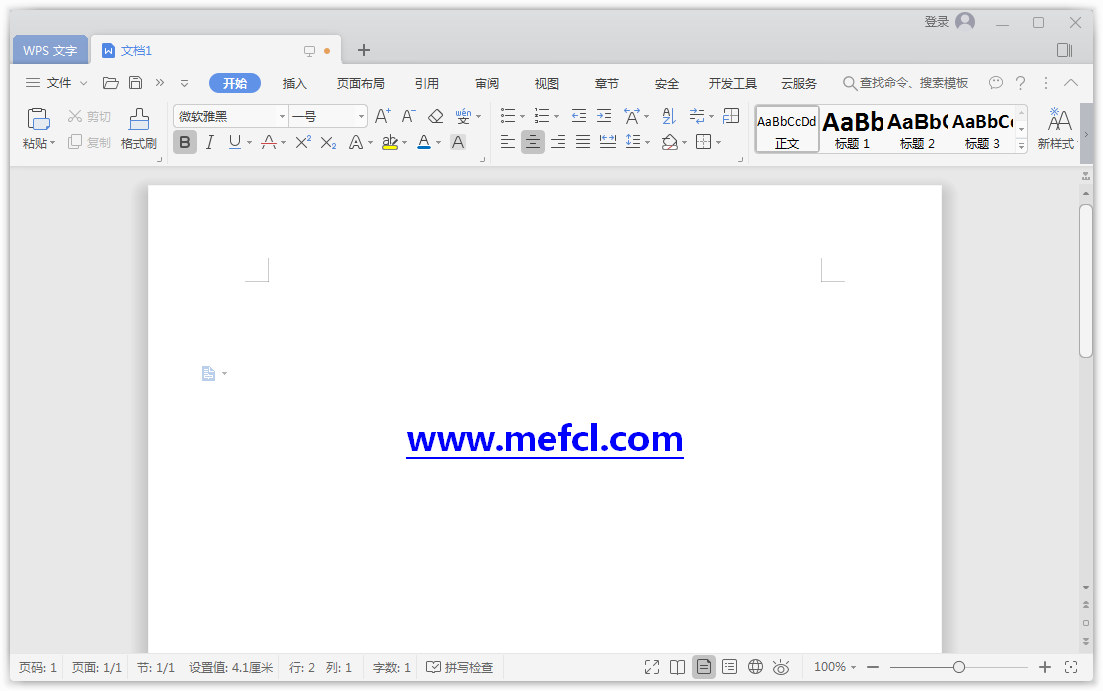 登录
WPS 文字 文档1
文件 开始 插入 页面布局 引用 审阅 视图 章节 安全 开发工具 云服务 查找命令、搜索模板
粘贴 剪切 复制 格式刷 微软雅黑 一号 wén AaBbCcDd AaBb AaBb( AaBbC( 新样式
正文 标题 1 标题 2 标题 3
www.mefcl.com
页码: 1 页面: 1/1 节: 1/1 设置值: 4.1厘米 行: 2 列: 1 字数: 1 拼写检查 100%